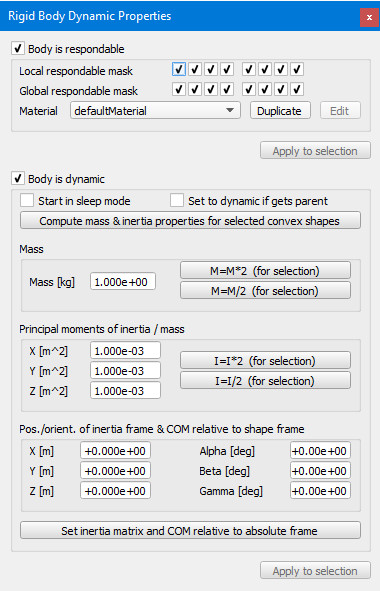 Rigid Body Dynamic Properties x
Body is respondable
Local respondable mask
Global respondable mask
Material defaultMaterial Duplicate Edit
Apply to selection
Body is dynamic
Start in sleep mode Set to dynamic if gets parent
Compute mass & inertia properties for selected convex shapes
Mass
Mass [kg] 1.000e+00 M=M*2 (for selection)
M=M/2 (for selection)
Principal moments of inertia / mass
X [m^2] 1.000e-03
Y [m^2] 1.000e-03 I=I*2 (for selection)
Z [m^2] 1.000e-03 I=I/2 (for selection)
Pos./orient. of inertia frame & COM relative to shape frame
X [m] +0.000e+00 Alpha [deg] +0.00e+00
Y [m] +0.000e+00 Beta [deg] +0.00e+00
Z [m] +0.000e+00 Gamma [deg] +0.00e+00
Set inertia matrix and COM relative to absolute frame
Apply to selection